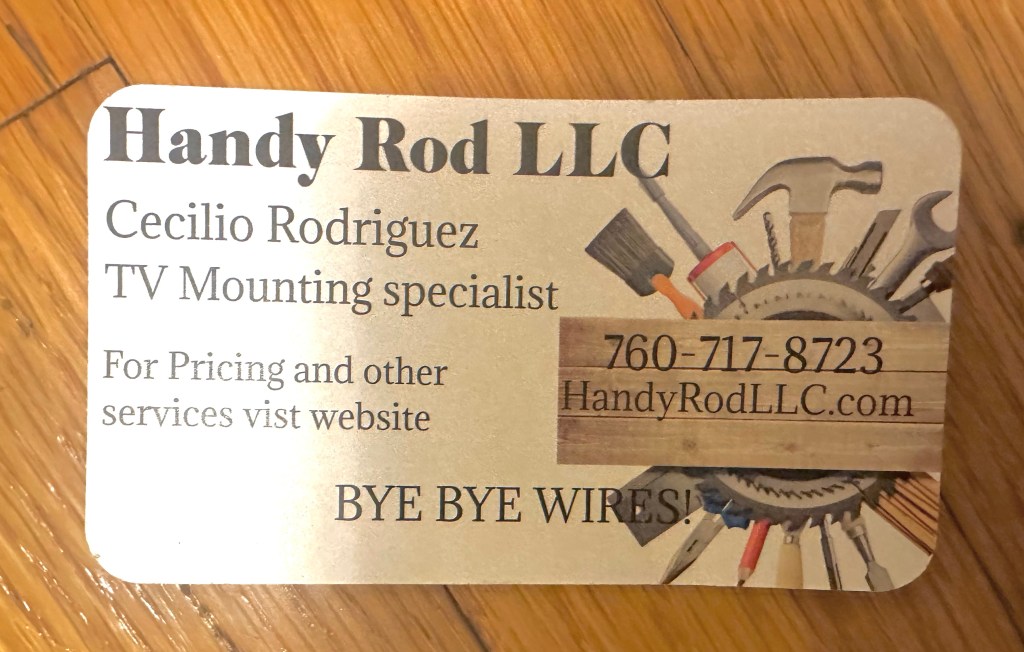 Handy Rod LLC
Cecilio Rodriguez
TV Mounting specialist
For Pricing and other
services vist website
760-717-8723
HandyRodLLC.com
BYE BYE WIRES!